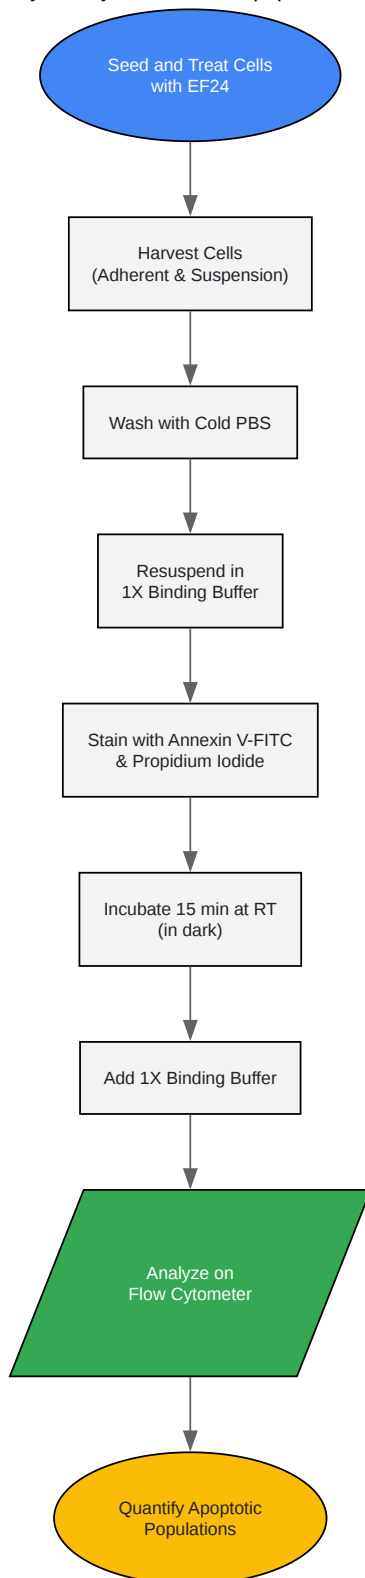 Seed and Treat Cells
with EF24
Harvest Cells
(Adherent & Suspension)
Wash with Cold PBS
Resuspend in
1X Binding Buffer
Stain with Annexin V-FITC
& Propidium Iodide
Incubate 15 min at RT
(in dark)
Add 1X Binding Buffer
Analyze on
Flow Cytometer
Quantify Apoptotic
Populations